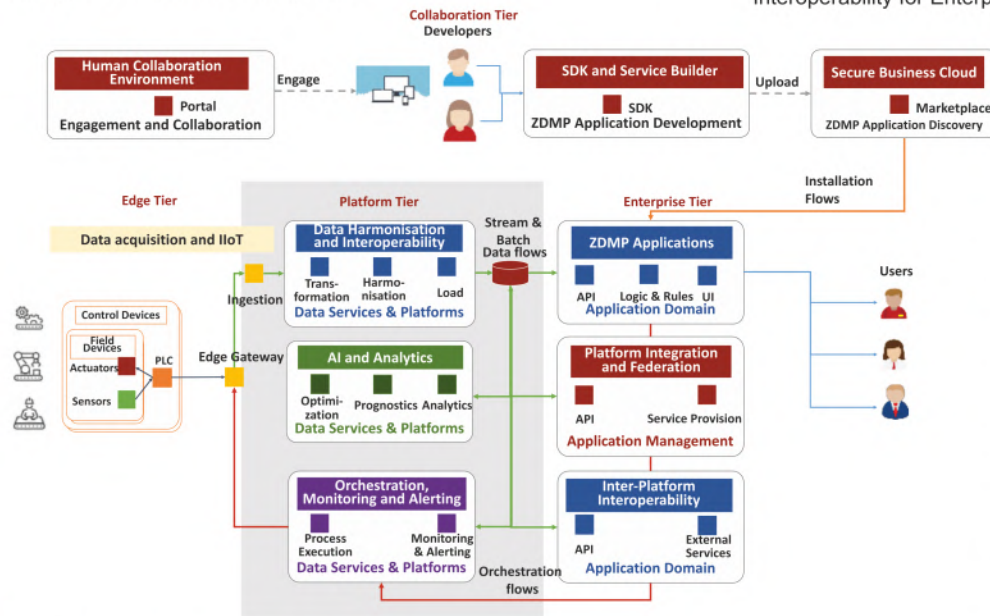 Interoperability for Enterp
Collaboration Tier
Developers
Human Collaboration
Environment
Portal
Engagement and Collaboration
Engage
SDK and Service Builder
SDK
ZDMP Application Development
Upload
Secure Business Cloud
Marketplace
ZDMP Application Discovery
Installation
Flows
Edge Tier
Platform Tier
Enterprise Tier
Data acquisition and IIoT
Ingestion
Data Harmonisation
and Interoperability
Trans-
formation
Harmo-
nisation
Load
Data Services & Platforms
Stream &
Batch
Data flows
ZDMP Applications
API
Logic & Rules
UI
Application Domain
Users
Control Devices
Field
Devices
Actuators
Sensors
PLC
Edge Gateway
AI and Analytics
Optimi-
zation
Prognostics
Analytics
Data Services & Platforms
Platform Integration
and Federation
API
Service Provision
Application Management
Orchestration,
Monitoring and Alerting
Process
Execution
Monitoring
& Alerting
Data Services & Platforms
Inter-Platform
Interoperability
API
External
Services
Application Domain
Orchestration
flows